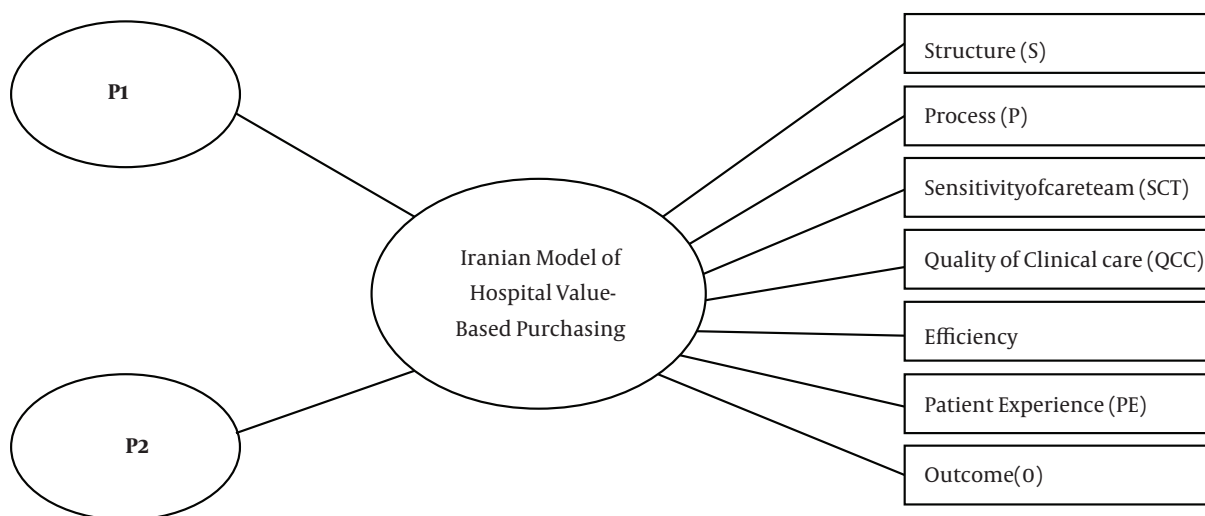 P1
P2
Iranian Model of
Hospital Value-
Based Purchasing
Structure (S)
Process (P)
Sensitivityofcareteam (SCT)
Quality of Clinical care (QCC)
Efficiency
Patient Experience (PE)
Outcome(0)